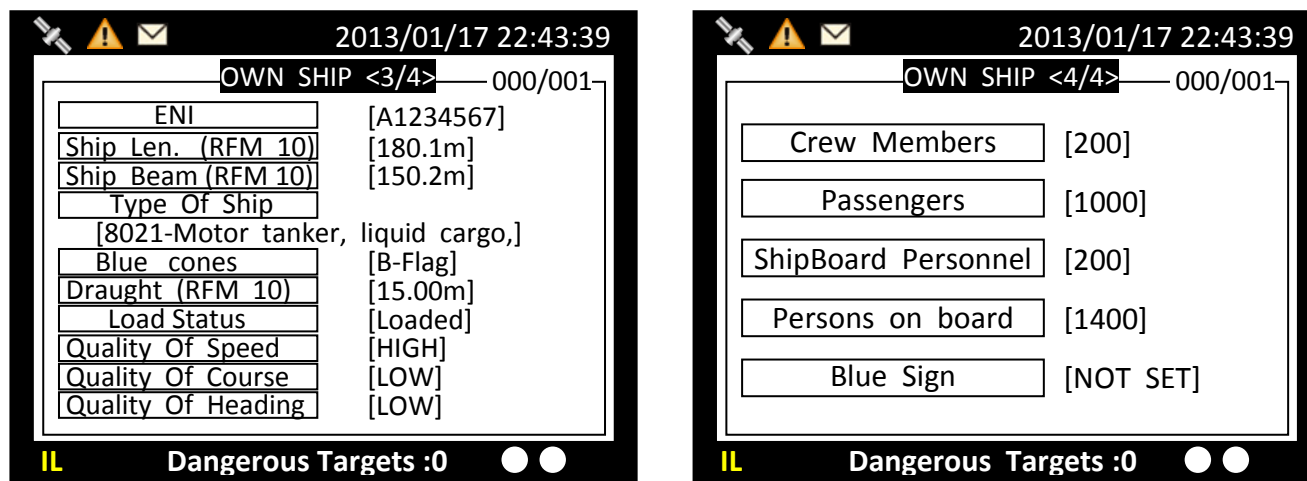 2013/01/17 22:43:39
OWN SHIP <3/4> 000/001
ENI [A1234567]
Ship Len. (RFM 10) [180.1m]
Ship Beam (RFM 10) [150.2m]
Type Of Ship
[8021-Motor tanker, liquid cargo,]
Blue cones [B-Flag]
Draught (RFM 10) [15.00m]
Load Status [Loaded]
Quality Of Speed [HIGH]
Quality Of Course [LOW]
Quality Of Heading [LOW]
IL Dangerous Targets :0
2013/01/17 22:43:39
OWN SHIP <4/4> 000/001
Crew Members [200]
Passengers [1000]
ShipBoard Personnel [200]
Persons on board [1400]
Blue Sign [NOT SET]
IL Dangerous Targets :0